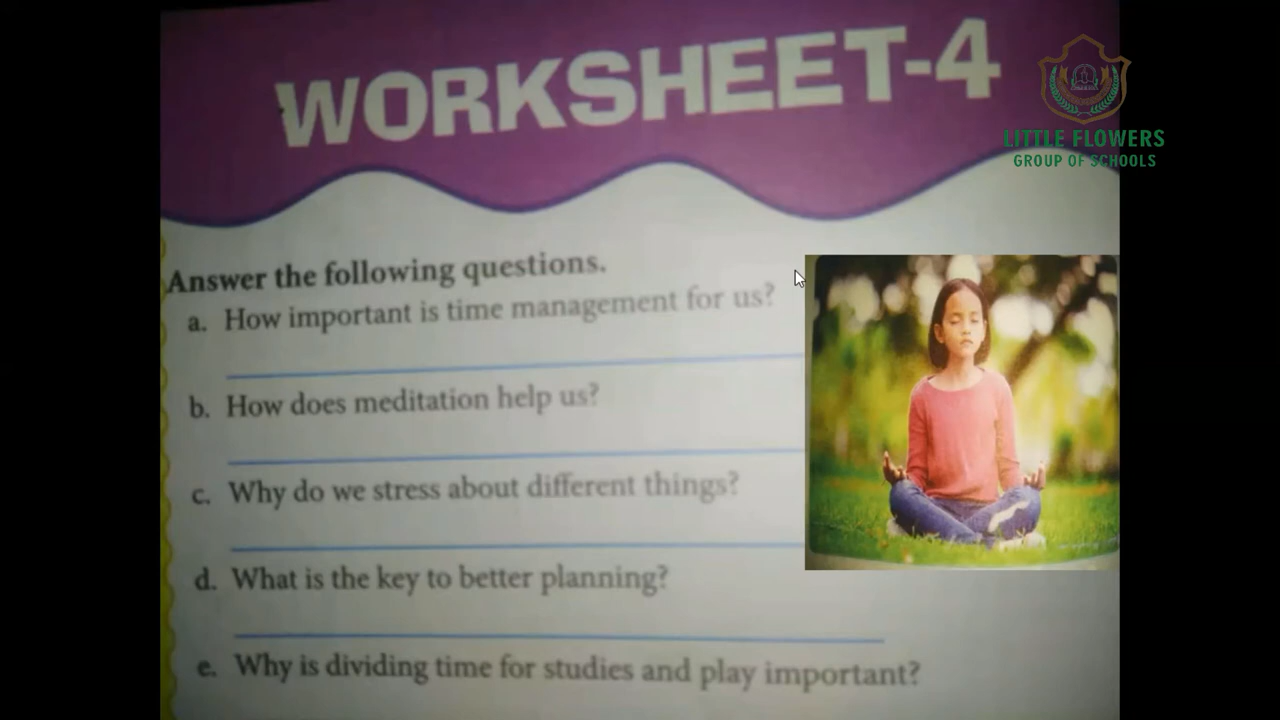 WORKSHEET-4
LITTLE FLOWERS
GROUP OF SCHOOLS
Answer the following questions.
a. How important is time management for us?
b. How does meditation help us?
c. Why do we stress about different things?
d. What is the key to better planning?
e. Why is dividing time for studies and play important?